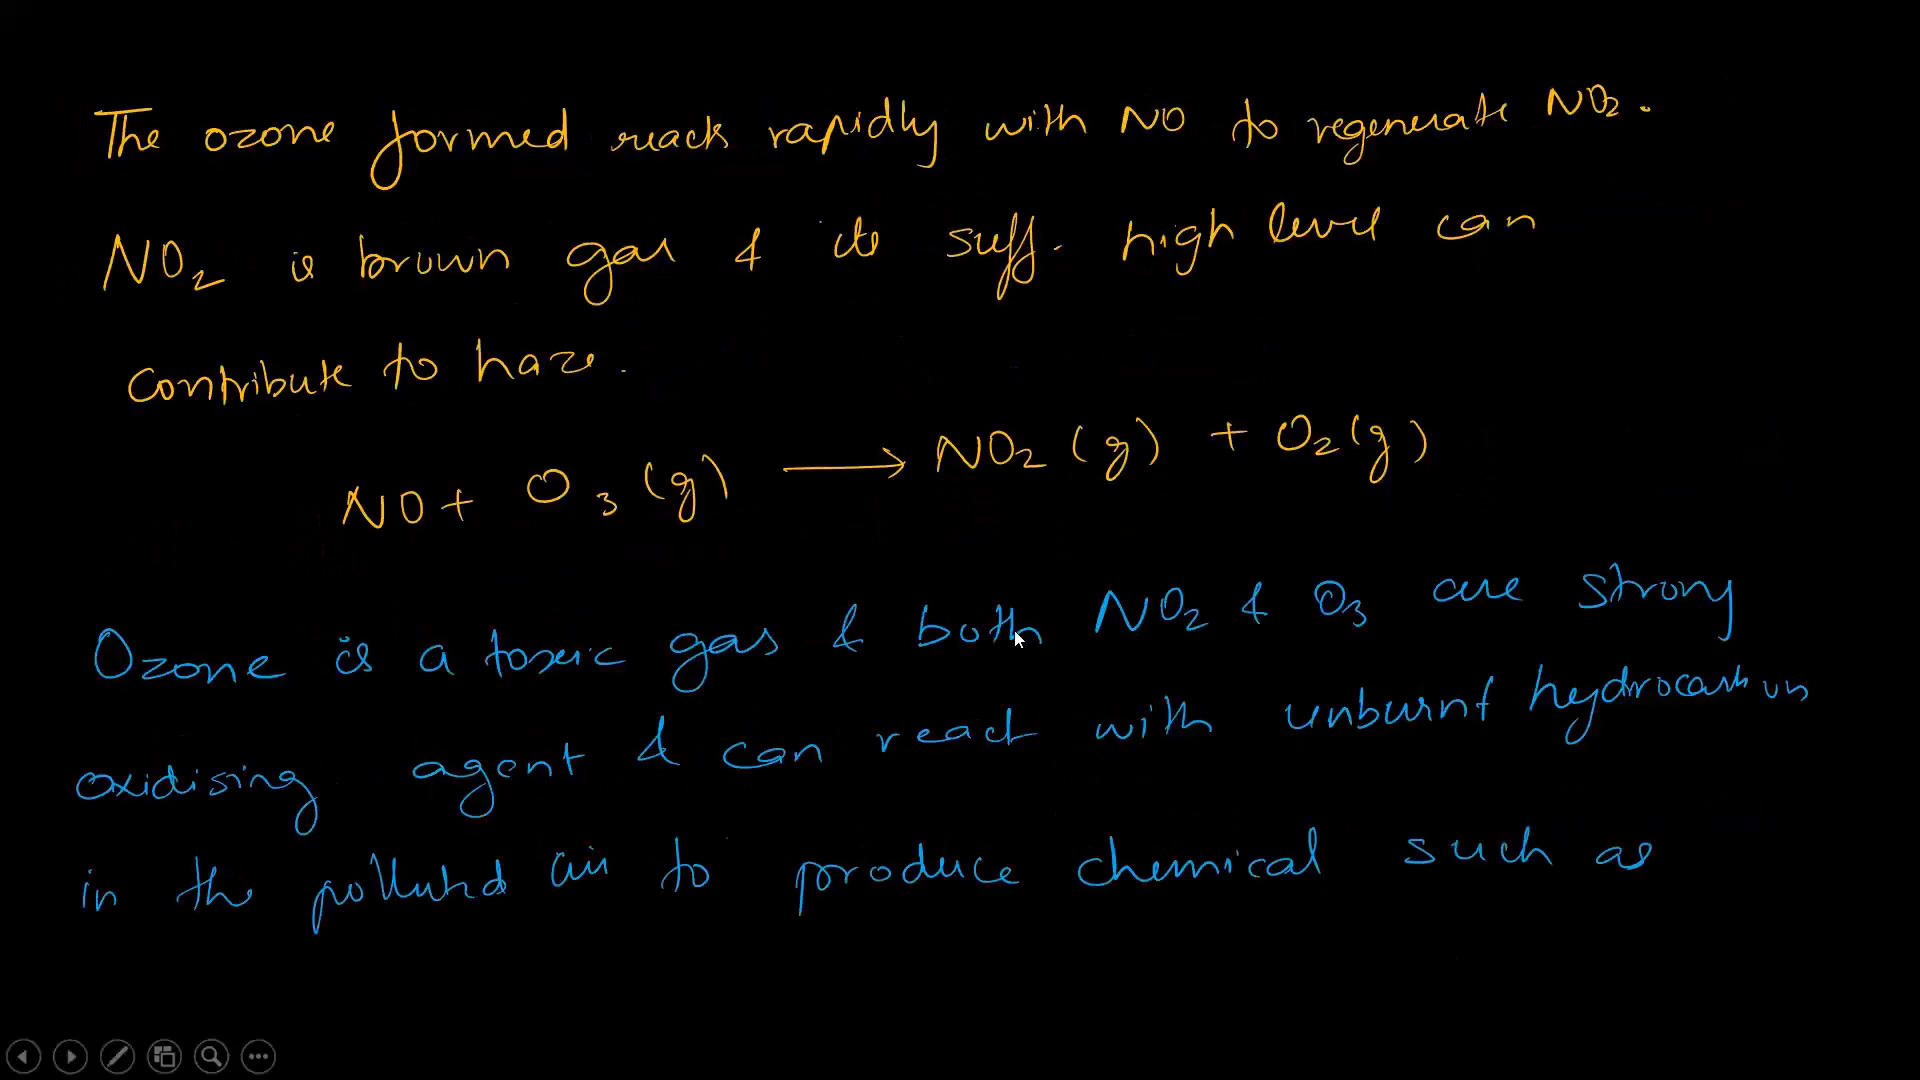 The ozone formed reacts rapidly with NO to regenerate NO2.
NO2 is brown gas & its suff. high level can
contribute to haze.
NO + O3 (g) → NO2 (g) + O2 (g)
Ozone is a toxic gas & both NO2 & O3 are strong
oxidising agent & can react with unburnt hydrocarbons
in the polluted air to produce chemical such as